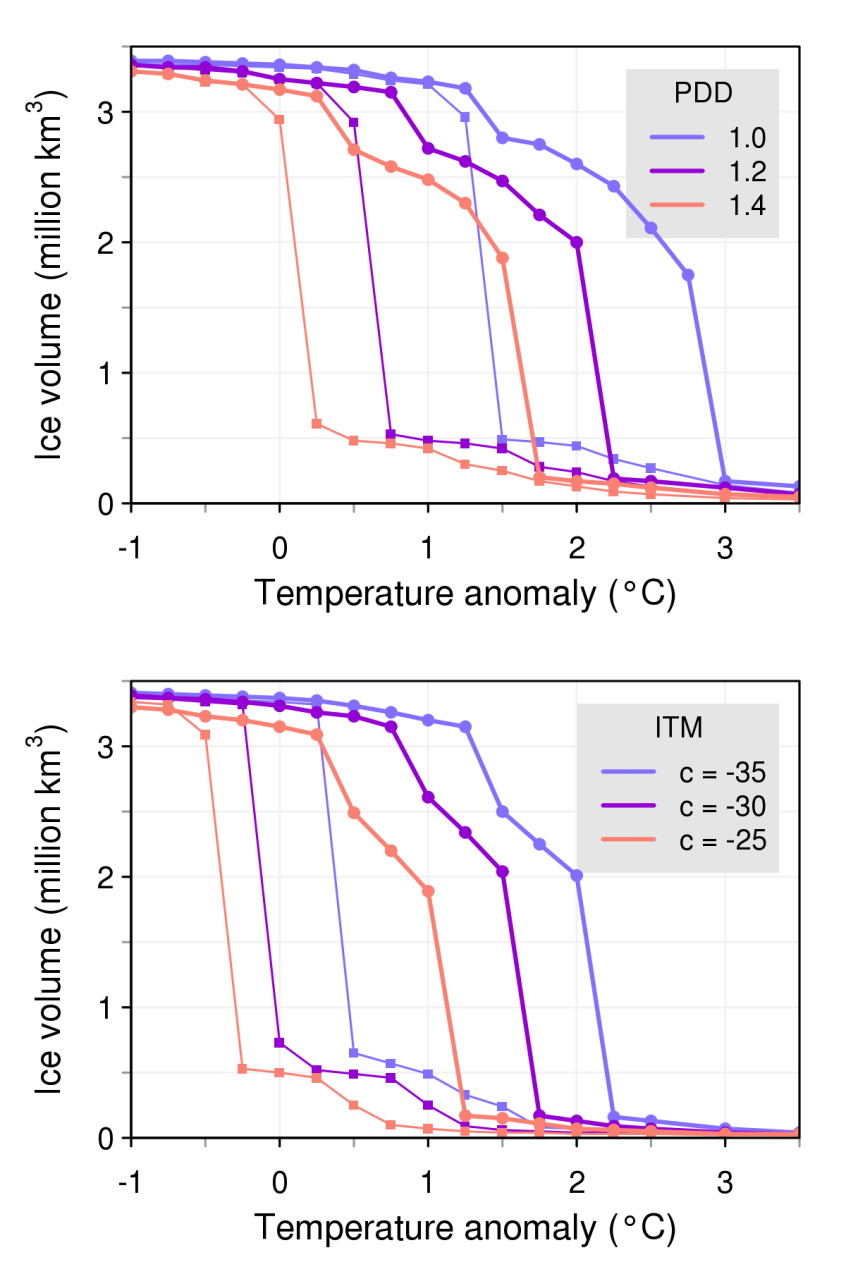 PDD
1.0
1.2
1.4
3
2
1
0
Ice volume (million km³)
-1 0 1 2 3
Temperature anomaly (°C)
ITM
c = -35
c = -30
c = -25
3
2
1
0
Ice volume (million km³)
-1 0 1 2 3
Temperature anomaly (°C)